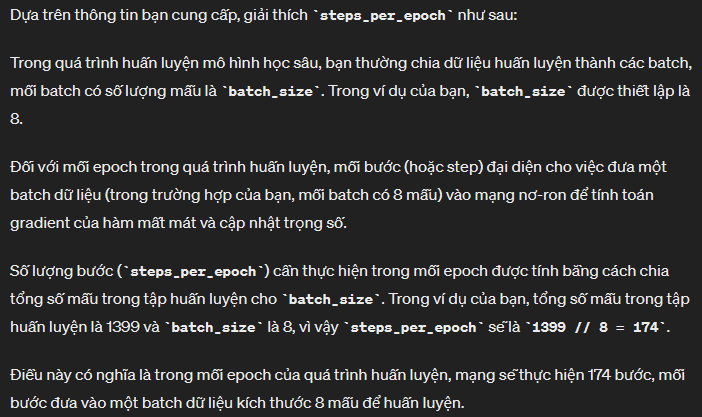 Dựa trên thông tin bạn cung cấp, giải thích `steps_per_epoch` như sau:
Trong quá trình huấn luyện mô hình học sâu, bạn thường chia dữ liệu huấn luyện thành các batch,
mỗi batch có số lượng mẫu là `batch_size`. Trong ví dụ của bạn, `batch_size` được thiết lập là
8.
Đối với mỗi epoch trong quá trình huấn luyện, mỗi bước (hoặc step) đại diện cho việc đưa một
batch dữ liệu (trong trường hợp của bạn, mỗi batch có 8 mẫu) vào mạng nơ-ron để tính toán
gradient của hàm mất mát và cập nhật trọng số.
Số lượng bước (`steps_per_epoch`) cần thực hiện trong mỗi epoch được tính bằng cách chia
tổng số mẫu trong tập huấn luyện cho `batch_size`. Trong ví dụ của bạn, tổng số mẫu trong tập
huấn luyện là 1399 và `batch_size` là 8, vì vậy `steps_per_epoch` sẽ là `1399 // 8 = 174`.
Điều này có nghĩa là trong mỗi epoch của quá trình huấn luyện, mạng sẽ thực hiện 174 bước, mỗi
bước đưa vào một batch dữ liệu kích thước 8 mẫu để huấn luyện.